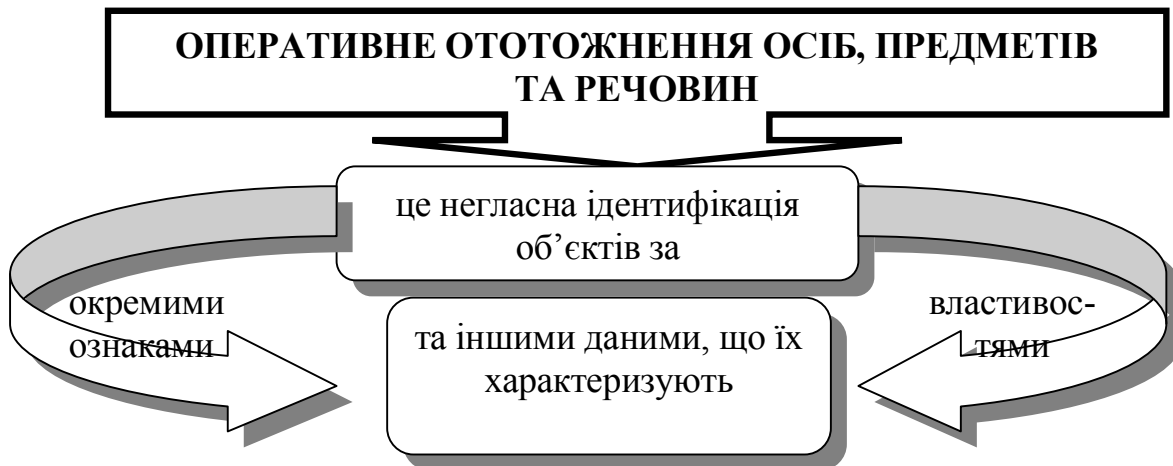 ОПЕРАТИВНЕ ОТОТОЖНЕННЯ ОСІБ, ПРЕДМЕТІВ
ТА РЕЧОВИН
це негласна ідентифікація
об’єктів за
окремими
ознаками
властивос-
тями
та іншими даними, що їх
характеризують